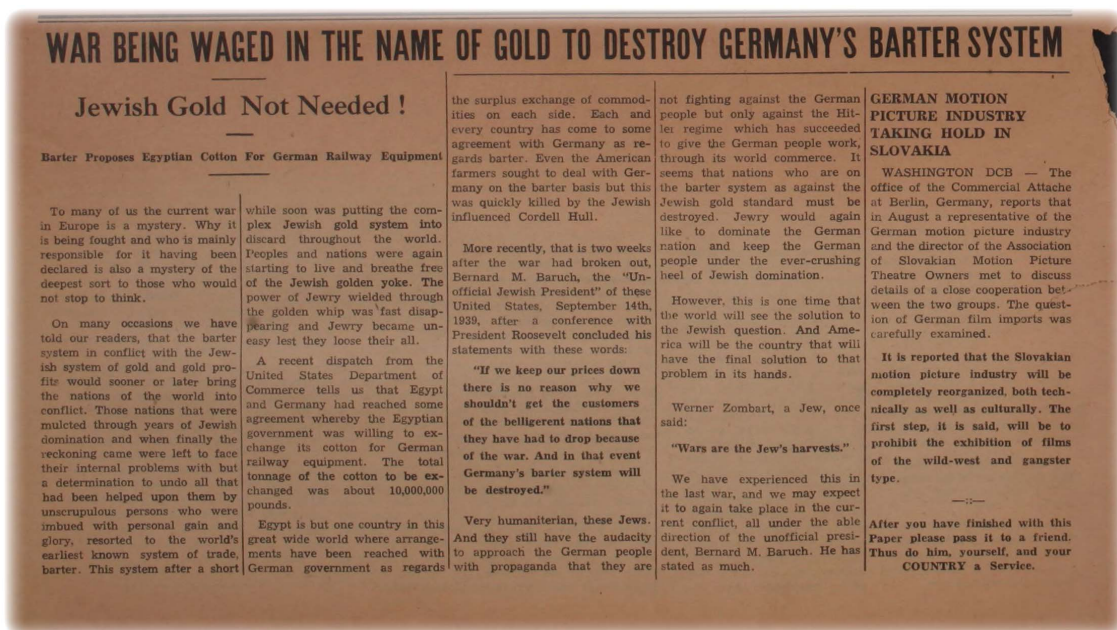 WAR BEING WAGED IN THE NAME OF GOLD TO DESTROY GERMANY'S BARTER SYSTEM
Jewish Gold Not Needed !
Barter Proposes Egyptian Cotton For German Railway Equipment
To many of us the current war
in Europe is a mystery. Why it
is being fought and who is mainly
responsible for it having been
declared is also a mystery of the
deepest sort to those who would
not stop to think.
On many occasions we have
told our readers, that the barter
system in conflict with the Jew-
ish system of gold and gold pro-
fits would sooner or later bring
the nations of the world into
conflict. Those nations that were
mulcted through years of Jewish
domination and when finally the
reckoning came were left to face
their internal problems with but
a determination to undo all that
had been helped upon them by
unscrupulous persons who were
imbued with personal gain and
glory, resorted to the world's
earliest known system of trade,
barter. This system after a short
while soon was putting the com-
plex Jewish gold system into
discard throughout the world.
Peoples and nations were again
starting to live and breathe free
of the Jewish golden yoke. The
power of Jewry wielded through
the golden whip was fast disap-
pearing and Jewry became un-
easy lest they loose their all.
A recent dispatch from the
United States Department of
Commerce tells us that Egypt
and Germany had reached some
agreement whereby the Egyptian
government was willing to ex-
change its cotton for German
railway equipment. The total
tonnage of the cotton to be ex-
changed was about 10,000,000
pounds.
Egypt is but one country in this
great wide world where arrange-
ments have been reached with
German government as regards
the surplus exchange of commod-
ities on each side. Each and
every country has come to some
agreement with Germany as re-
gards barter. Even the American
farmers sought to deal with Ger-
many on the barter basis but this
was quickly killed by the Jewish
influenced Cordell Hull.
More recently, that is two weeks
after the war had broken out,
Bernard M. Baruch, the "Un-
official Jewish President" of these
United States, September 14th,
1939, after a conference with
President Roosevelt concluded his
statements with these words:
"If we keep our prices down
there is no reason why we
shouldn't get the customers
of the belligerent nations that
they have had to drop because
of the war. And in that event
Germany's barter system will
be destroyed."
Very humaniterian, these Jews.
And they still have the audacity
to approach the German people
with propaganda that they are
not fighting against the German
people but only against the Hit-
ler regime which has succeeded
to give the German people work,
through its world commerce. It
seems that nations who are on
the barter system as against the
Jewish gold standard must be
destroyed. Jewry would again
like to dominate the German
nation and keep the German
people under the ever-crushing
heel of Jewish domination.
However, this is one time that
the world will see the solution to
the Jewish question. And Ame-
rica will be the country that will
have the final solution to that
problem in its hands.
Werner Zombart, a Jew, once
said:
"Wars are the Jew's harvests."
We have experienced this in
the last war, and we may expect
it to again take place in the cur-
rent conflict, all under the able
direction of the unofficial presi-
dent, Bernard M. Baruch. He has
stated as much.
GERMAN MOTION
PICTURE INDUSTRY
TAKING HOLD IN
SLOVAKIA
WASHINGTON DCB — The
office of the Commercial Attache
at Berlin, Germany, reports that
in August a representative of the
German motion picture industry
and the director of the Association
of Slovakian Motion Picture
Theatre Owners met to discuss
details of a close cooperation bet-
ween the two groups. The quest-
ion of German film imports was
carefully examined.
It is reported that the Slovakian
motion picture industry will be
completely reorganized, both tech-
nically as well as culturally. The
first step, it is said, will be to
prohibit the exhibition of films
of the wild-west and gangster
type.
—::—
After you have finished with this
Paper please pass it to a friend.
Thus do him, yourself, and your
COUNTRY a Service.